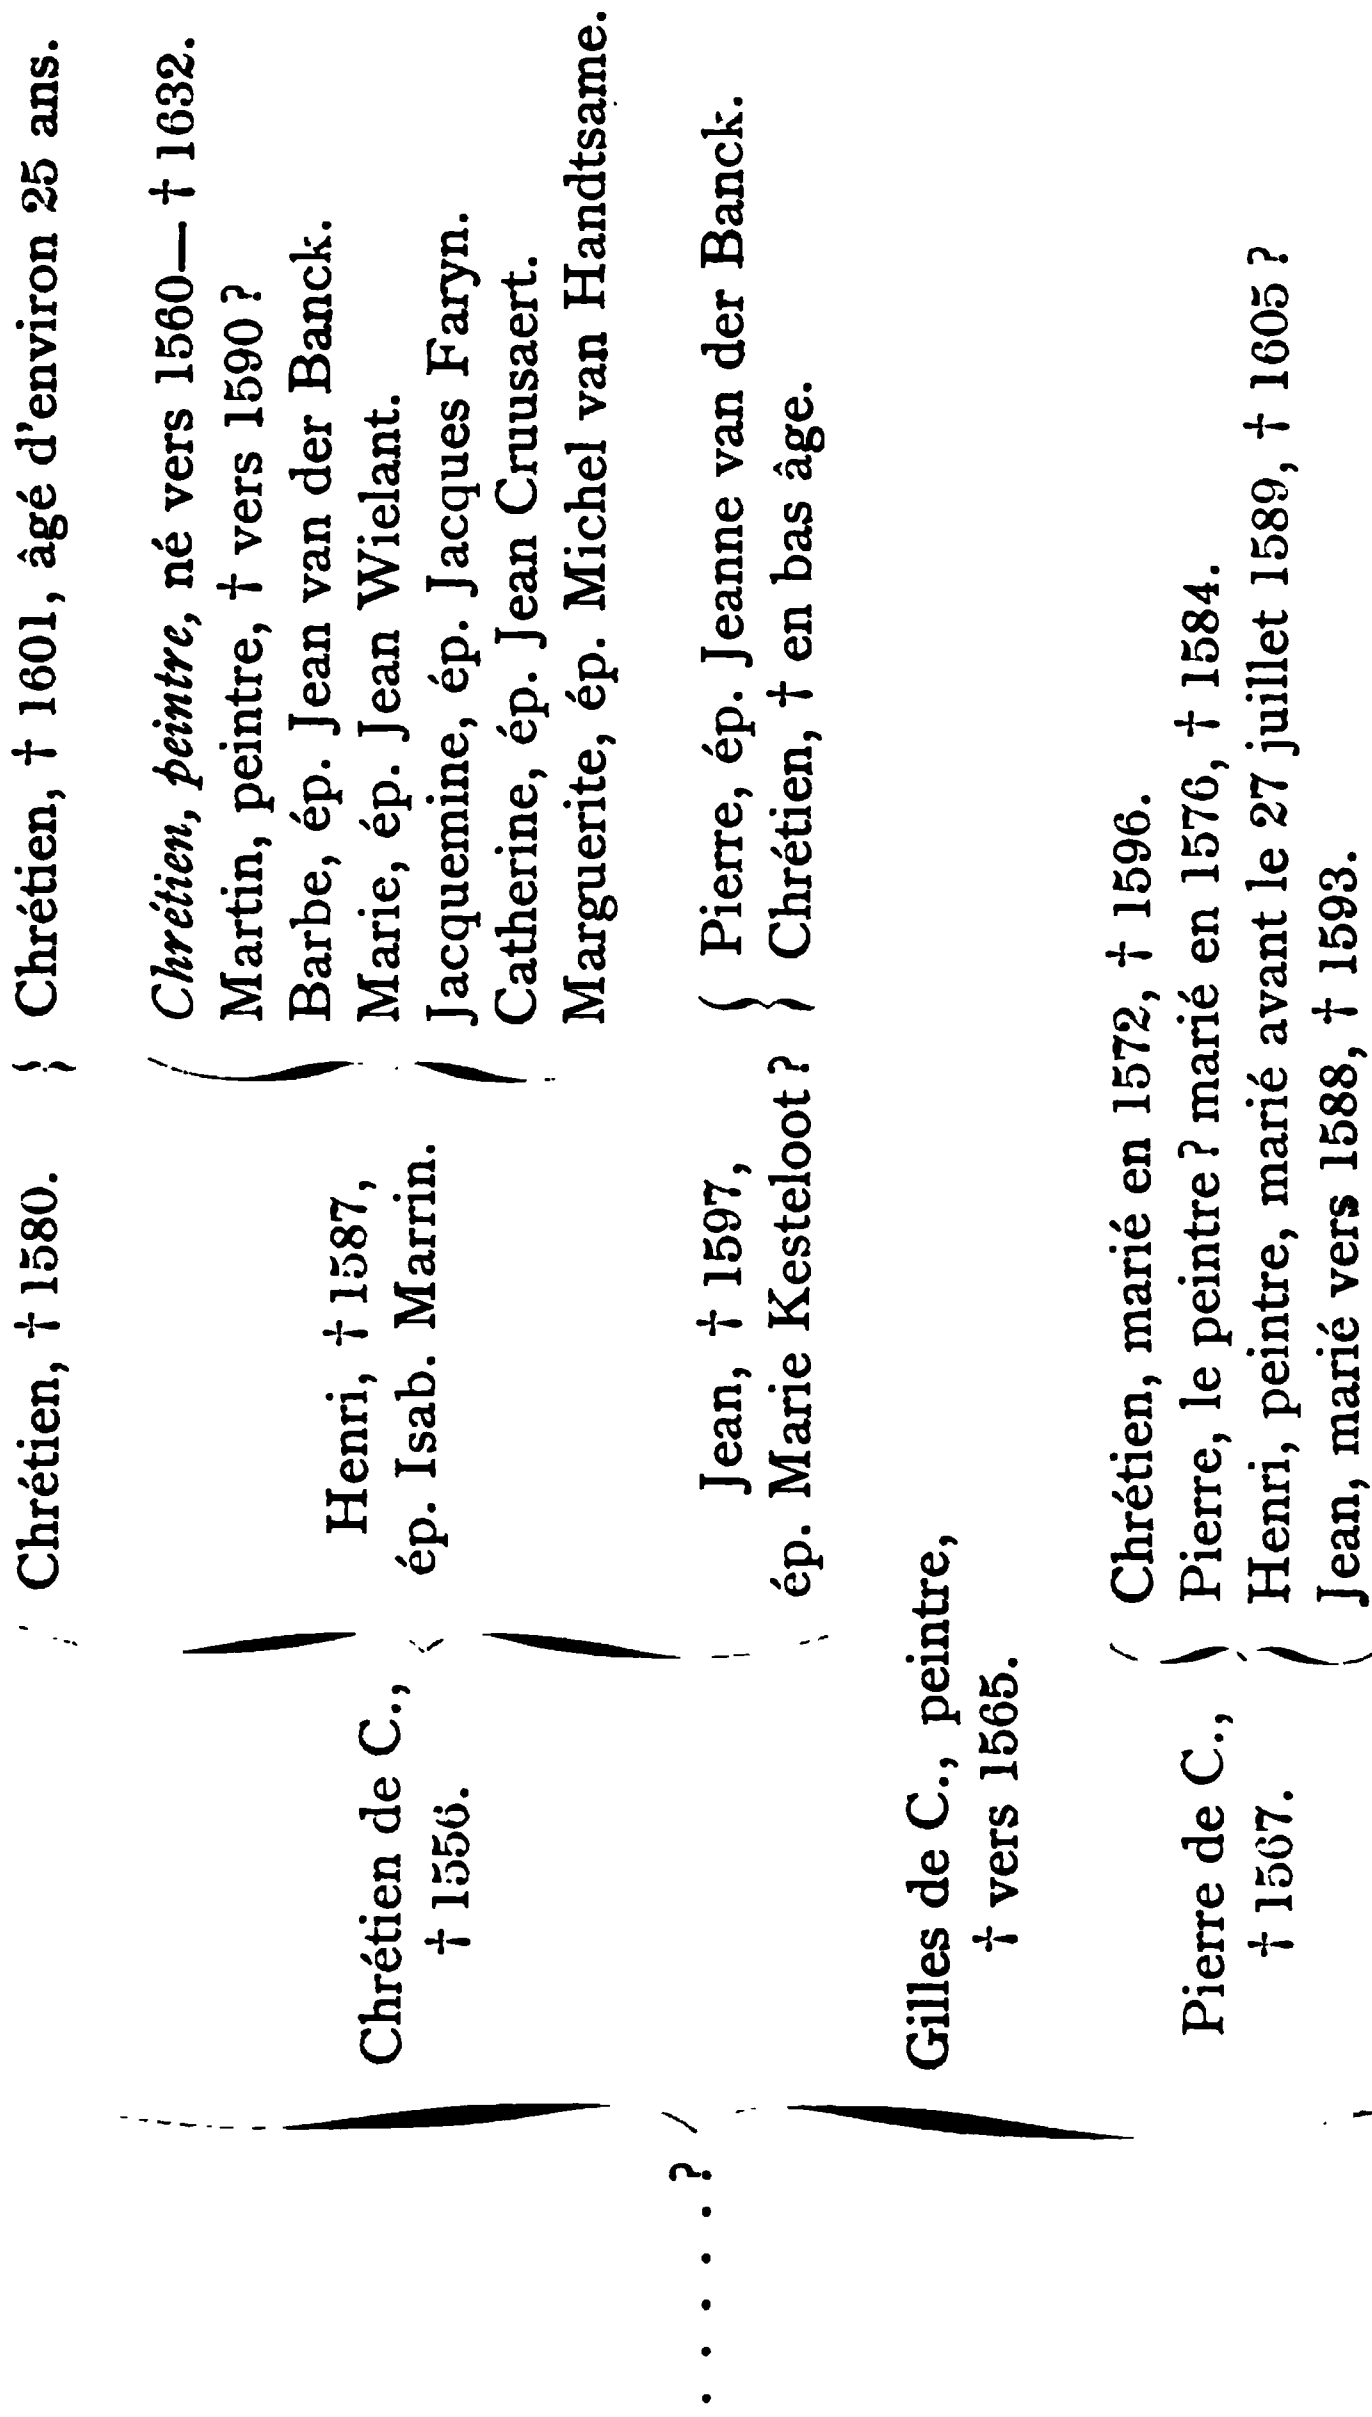 . . . . . ?
Chrétien de C.,
† 1556.
Chrétien, † 1580.
Chrétien, † 1601, âgé d'environ 25 ans.
Henri, † 1587,
ép. Isab. Marrin.
Chrétien, peintre, né vers 1560— † 1632.
Martin, peintre, † vers 1590 ?
Barbe, ép. Jean van der Banck.
Marie, ép. Jean Wielant.
Jacquemine, ép. Jacques Faryn.
Catherine, ép. Jean Cruusaert.
Marguerite, ép. Michel van Handtsame.
Jean, † 1597,
ép. Marie Kesteloot ?
Pierre, ép. Jeanne van der Banck.
Chrétien, † en bas âge.
Gilles de C., peintre,
† vers 1565.
Pierre de C.,
† 1567.
Chrétien, marié en 1572, † 1596.
Pierre, le peintre ? marié en 1576, † 1584.
Henri, peintre, marié avant le 27 juillet 1589, † 1605 ?
Jean, marié vers 1588, † 1593.